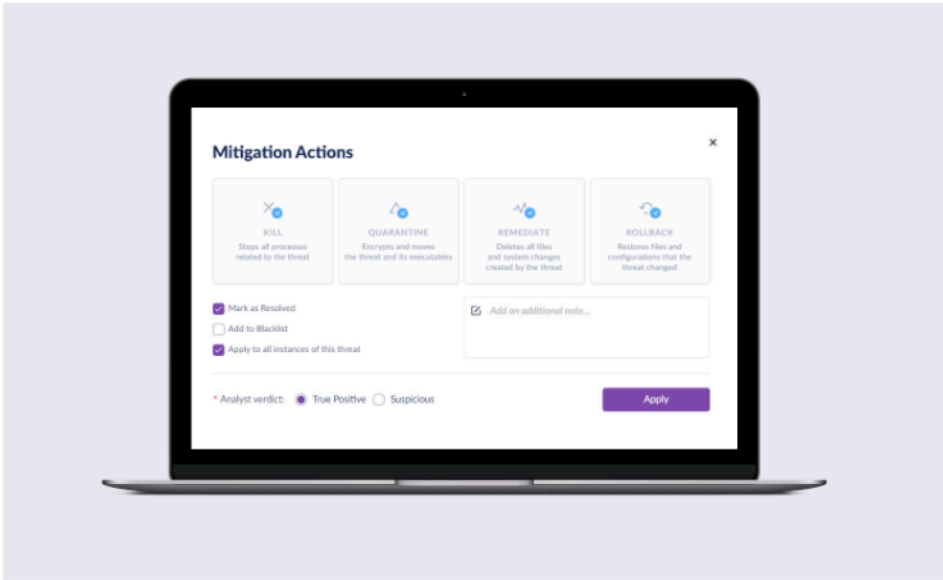 Mitigation Actions
KILL
Stops all processes
related to the threat
QUARANTINE
Encrypts and moves
the threat and its executables
REMEDIATE
Deletes all files
and system changes
created by the threat
ROLLBACK
Restores files and
configurations that the
threat changed
Mark as Resolved
Add to Blacklist
Apply to all instances of this threat
Add an additional note...
* Analyst verdict: True Positive Suspicious
Apply